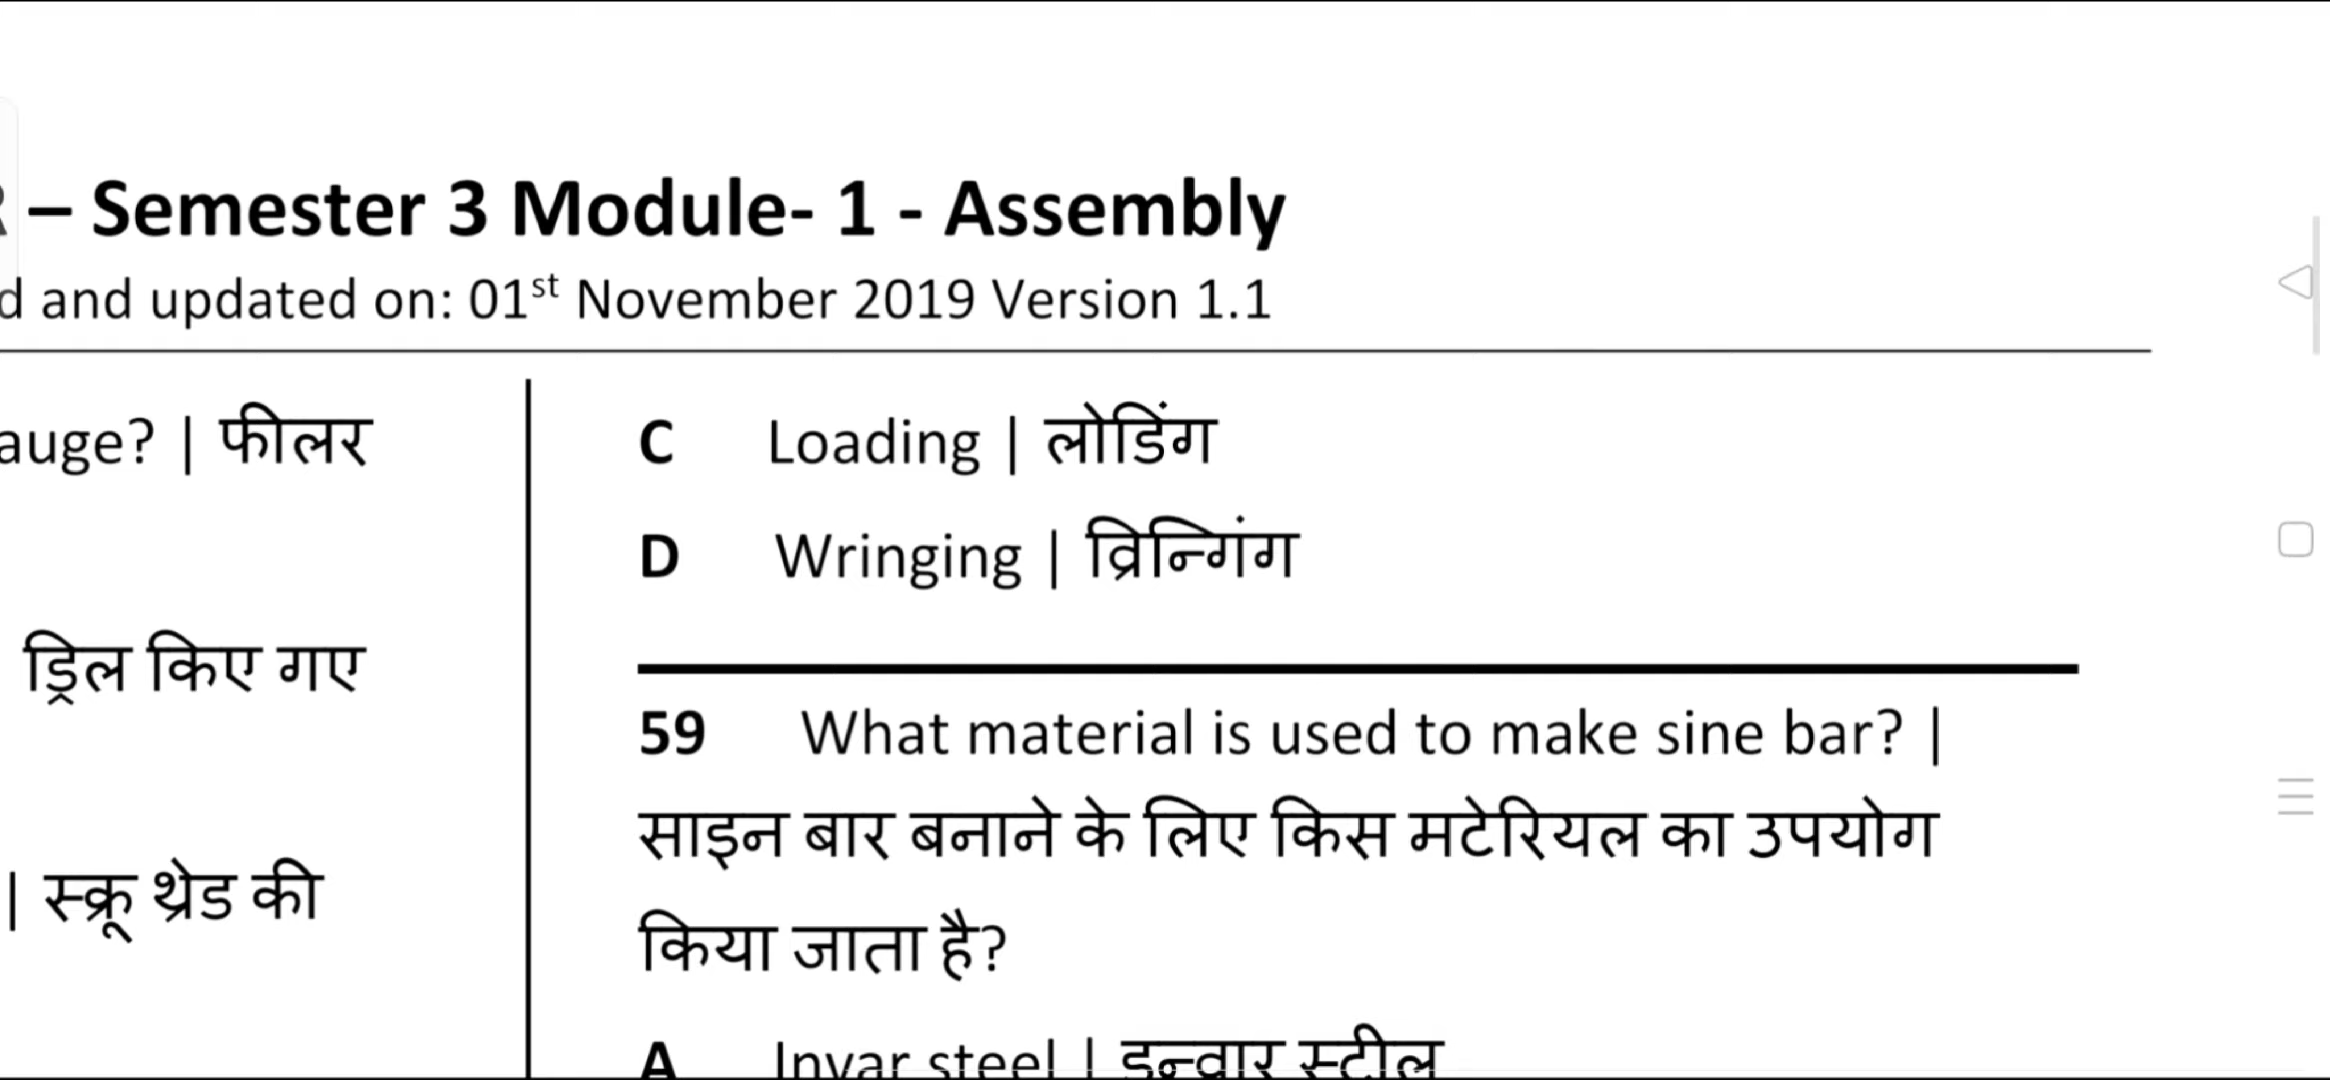 – Semester 3 Module- 1 - Assembly
d and updated on: 01st November 2019 Version 1.1
auge? | फीलर
ड्रिल किए गए
| स्क्रू थ्रेड की
C Loading | लोडिंग
D Wringing | व्रिन्गिंग
59 What material is used to make sine bar? |
साइन बार बनाने के लिए किस मटेरियल का उपयोग
किया जाता है?
A Invar steel | इन्वार स्टील